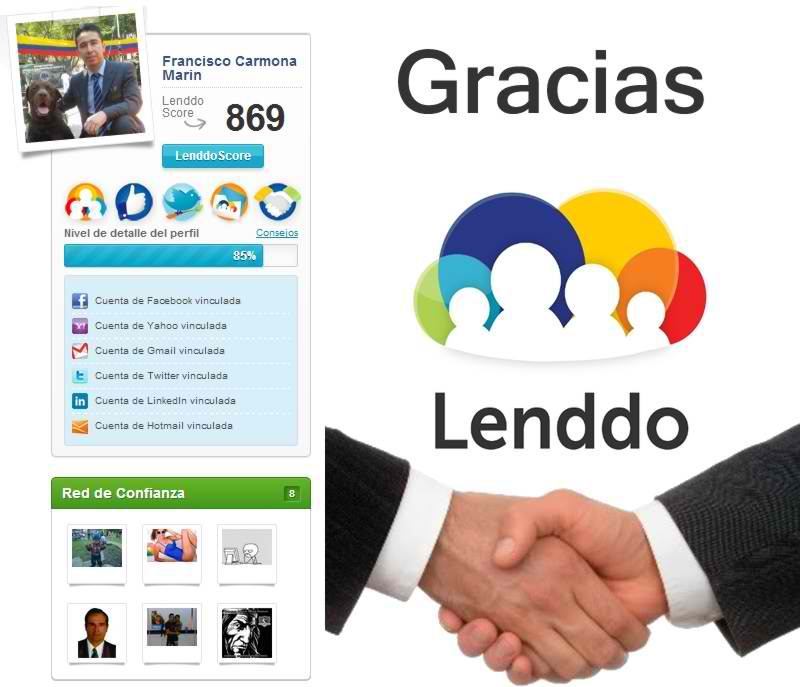 Francisco Carmona
Marin
Lenddo
Score
869
LenddoScore
Nivel de detalle del perfil
Consejos
85%
Cuenta de Facebook vinculada
Cuenta de Yahoo vinculada
Cuenta de Gmail vinculada
Cuenta de Twitter vinculada
Cuenta de LinkedIn vinculada
Cuenta de Hotmail vinculada
Red de Confianza
8
Gracias
Lenddo